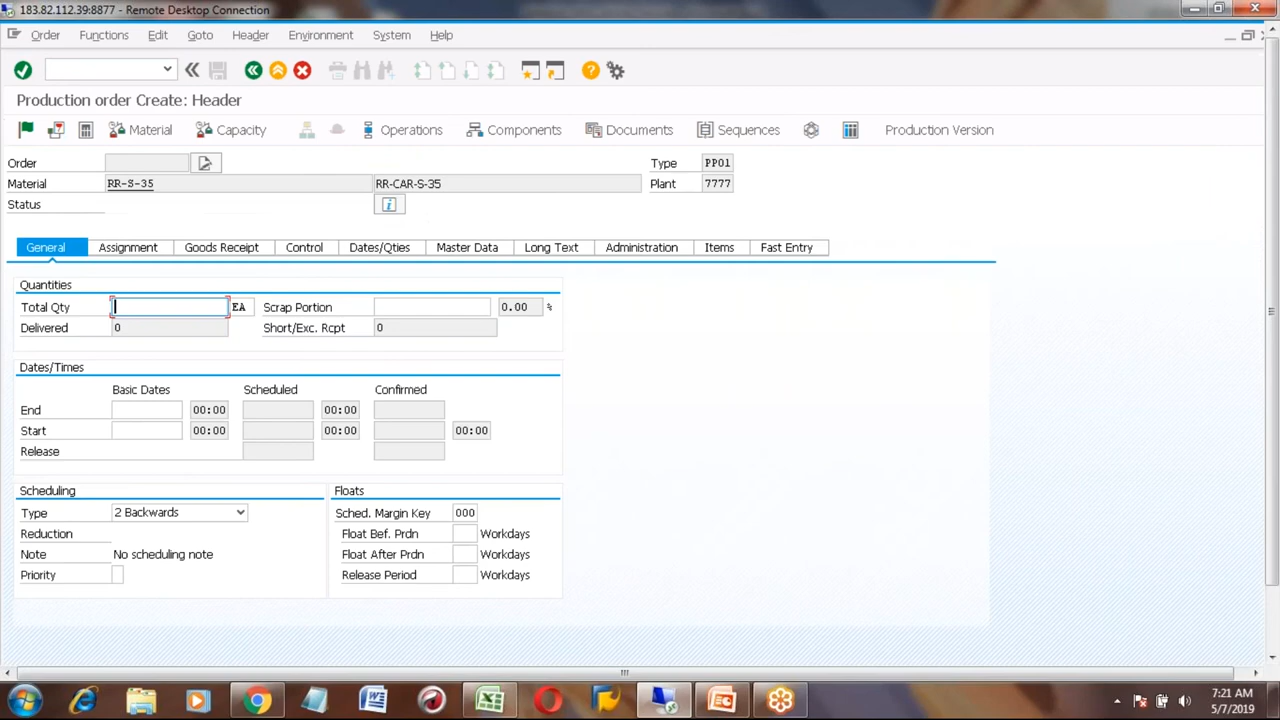 183.82.112.39:8877 - Remote Desktop Connection
Order Functions Edit Goto Header Environment System Help
Production order Create: Header
Material Capacity Operations Components Documents Sequences Production Version
Order Type PP01
Material RR-S-35 RR-CAR-S-35 Plant 7777
Status
General Assignment Goods Receipt Control Dates/Qties Master Data Long Text Administration Items Fast Entry
Quantities
Total Qty EA Scrap Portion 0.00 %
Delivered 0 Short/Exc. Rcpt 0
Dates/Times
Basic Dates Scheduled Confirmed
End 00:00 00:00
Start 00:00 00:00 00:00
Release
Scheduling Floats
Type 2 Backwards Sched. Margin Key 000
Reduction Float Bef. Prdn Workdays
Note No scheduling note Float After Prdn Workdays
Priority Release Period Workdays
7:21 AM
5/7/2019